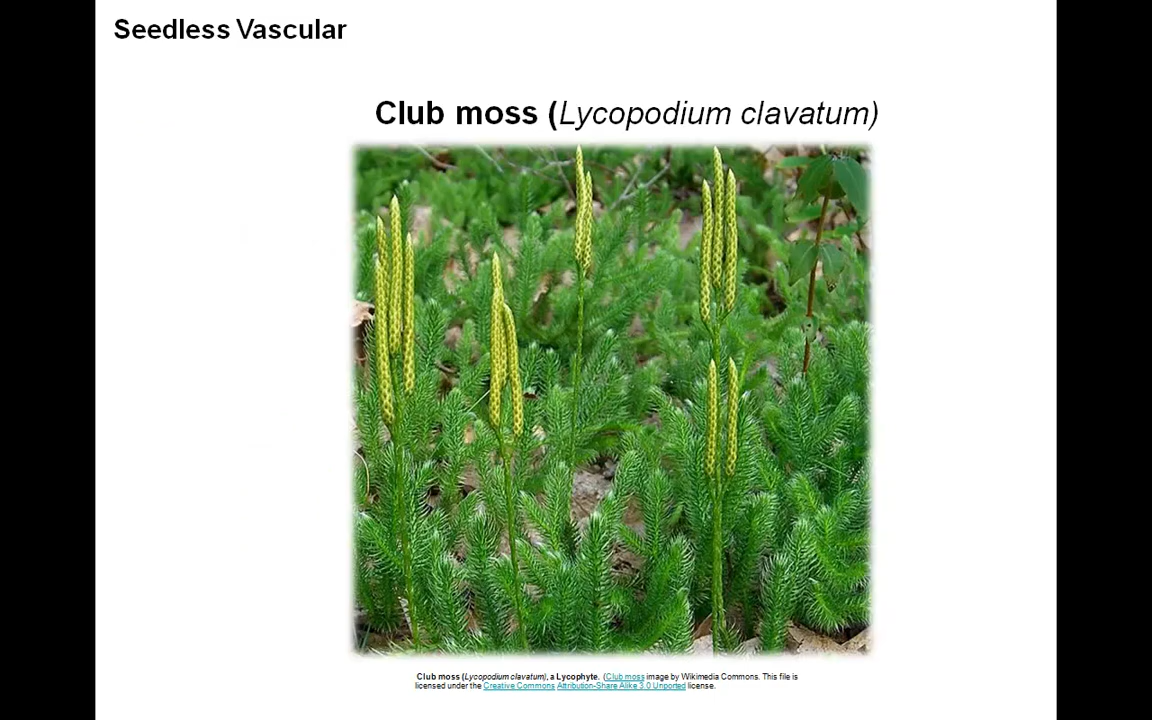 Seedless Vascular
Club moss (Lycopodium clavatum)
Club moss (Lycopodium clavatum), a Lycophyte. (Club moss image by Wikimedia Commons. This file is
licensed under the Creative Commons Attribution-Share Alike 3.0 Unported license.